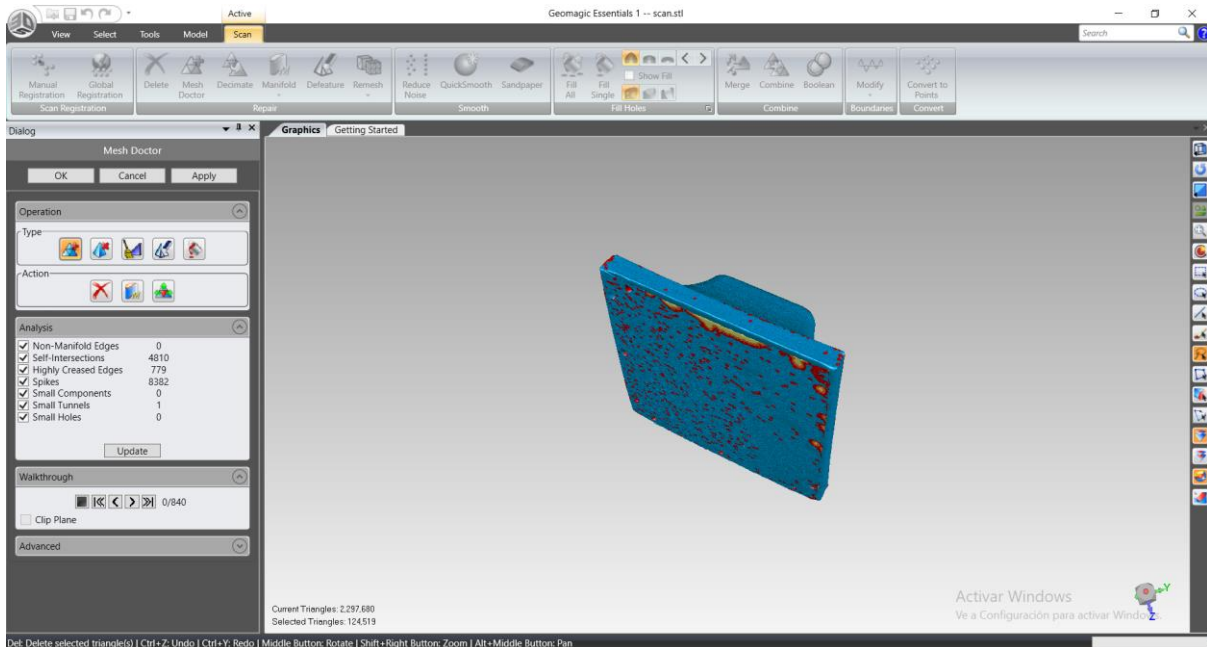 Active
Geomagic Essentials 1 -- scan.stl
View Select Tools Model Scan
Search
Manual Registration
Global Registration
Delete
Mesh Doctor
Decimate
Manifold
Defeature
Remesh
Reduce Noise
QuickSmooth
Sandpaper
Fill All
Fill Single
Show Fill
Merge
Combine
Boolean
Modify
Convert to Points
Scan Registration
Repair
Smooth
Fill Holes
Combine
Boundaries
Convert
Dialog
Graphics
Getting Started
Mesh Doctor
OK Cancel Apply
Operation
Type
Action
Analysis
Non-Manifold Edges 0
Self-Intersections 4810
Highly Creased Edges 779
Spikes 8382
Small Components 0
Small Tunnels 1
Small Holes 0
Update
Walkthrough
0/840
Clip Plane
Advanced
Current Triangles: 2,297,680
Selected Triangles: 124,519
Activar Windows
Ve a Configuración para activar Windows.
Y
Z
Del: Delete selected triangle(s) | Ctrl+Z: Undo | Ctrl+Y: Redo | Middle Button: Rotate | Shift+Right Button: Zoom | Alt+Middle Button: Pan